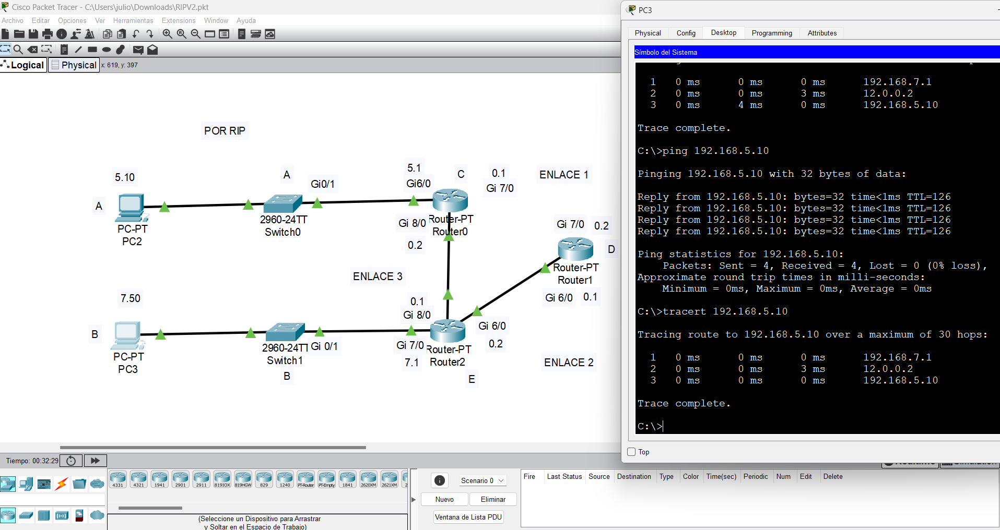 Cisco Packet Tracer - C:\Users\julio\Downloads\RIPV2.pkt
Archivo Editar Opciones Ver Herramientas Extensions Window Ayuda
Logical Physical x: 619, y: 397
POR RIP
5.10
A
Gi0/1
5.1
Gi6/0
C
0.1
Gi 7/0
ENLACE 1
A
PC-PT
PC2
2960-24TT
Switch0
Gi 8/0
Router-PT
Router0
0.2
Gi 7/0
0.2
D
Router-PT
Router1
Gi 6/0
0.1
ENLACE 3
7.50
0.1
Gi 8/0
B
PC-PT
PC3
2960-24TT
Switch1
B
Gi 0/1
Gi 7/0
7.1
Router-PT
Router2
Gi 6/0
0.2
E
ENLACE 2
PC3
Physical Config Desktop Programming Attributes
Símbolo del Sistema
1 0 ms 0 ms 0 ms 192.168.7.1
2 0 ms 0 ms 3 ms 12.0.0.2
3 0 ms 4 ms 0 ms 192.168.5.10
Trace complete.
C:\>ping 192.168.5.10
Pinging 192.168.5.10 with 32 bytes of data:
Reply from 192.168.5.10: bytes=32 time<1ms TTL=126
Reply from 192.168.5.10: bytes=32 time<1ms TTL=126
Reply from 192.168.5.10: bytes=32 time<1ms TTL=126
Reply from 192.168.5.10: bytes=32 time<1ms TTL=126
Ping statistics for 192.168.5.10:
Packets: Sent = 4, Received = 4, Lost = 0 (0% loss),
Approximate round trip times in milli-seconds:
Minimum = 0ms, Maximum = 0ms, Average = 0ms
C:\>tracert 192.168.5.10
Tracing route to 192.168.5.10 over a maximum of 30 hops:
1 0 ms 0 ms 0 ms 192.168.7.1
2 0 ms 0 ms 3 ms 12.0.0.2
3 0 ms 0 ms 0 ms 192.168.5.10
Trace complete.
C:\>
Top
Tiempo: 00:32:29
4331 4321 1941 2901 2911 819IOX 819HGW 829 1240 PT-Router PT-Empty 1841 2620XM 2621XM
(Seleccione un Dispositivo para Arrastrar
y Soltar en el Espacio de Trabajo)
Scenario 0
Nuevo Eliminar
Ventana de Lista PDU
Fire Last Status Source Destination Type Color Time(sec) Periodic Num Edit Delete